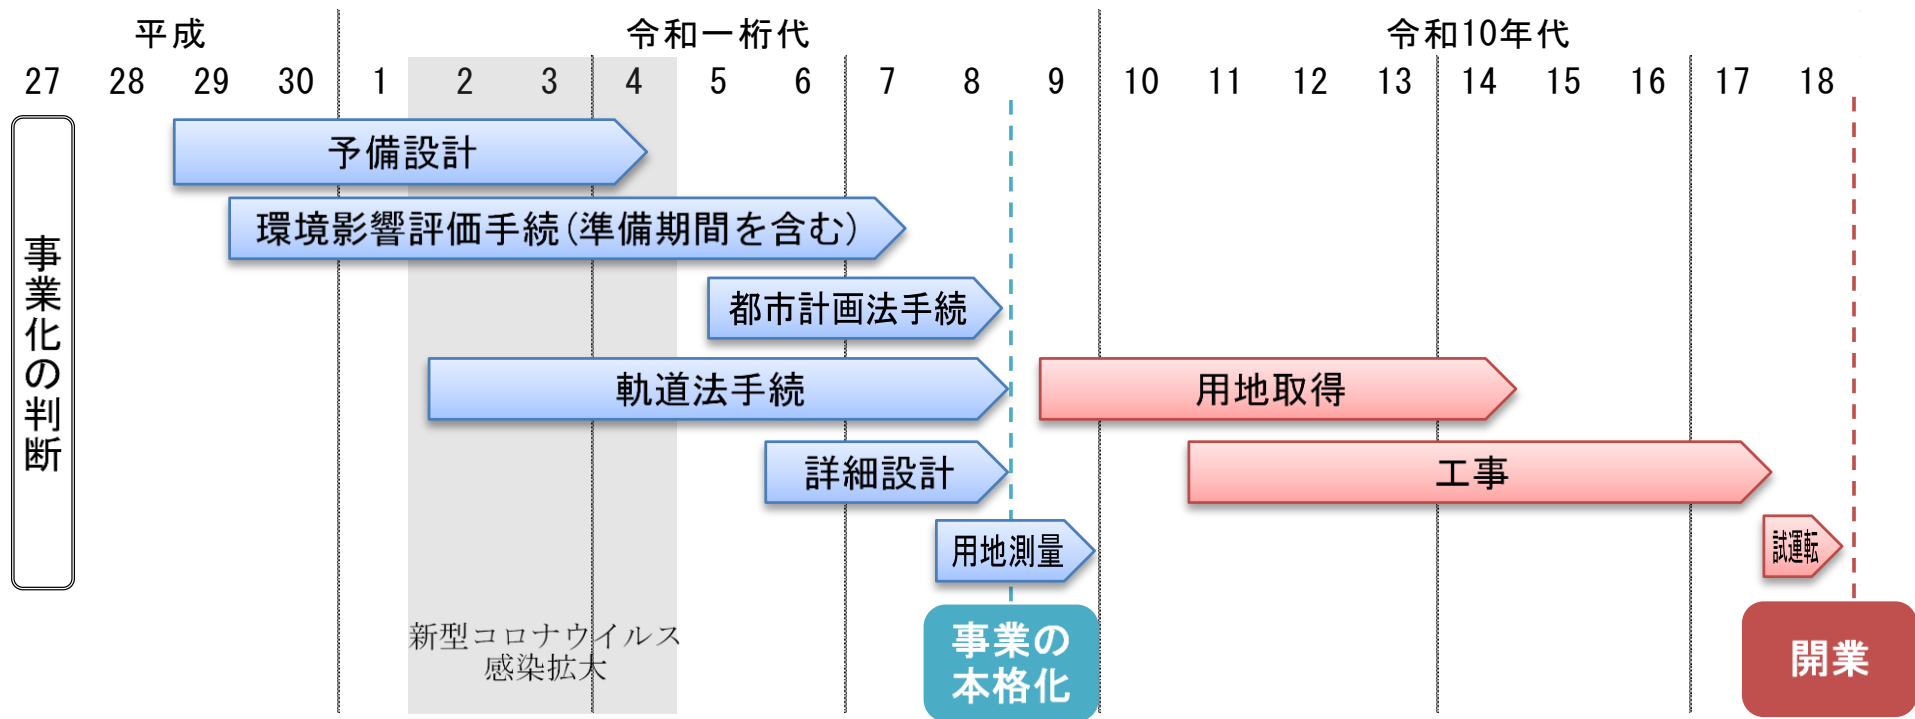 平成
令和一桁代
令和10年代
27 28 29 30 1 2 3 4 5 6 7 8 9 10 11 12 13 14 15 16 17 18
事業化の判断
予備設計
環境影響評価手続(準備期間を含む)
都市計画法手続
軌道法手続
用地取得
詳細設計
工事
用地測量
試運転
新型コロナウイルス
感染拡大
事業の
本格化
開業